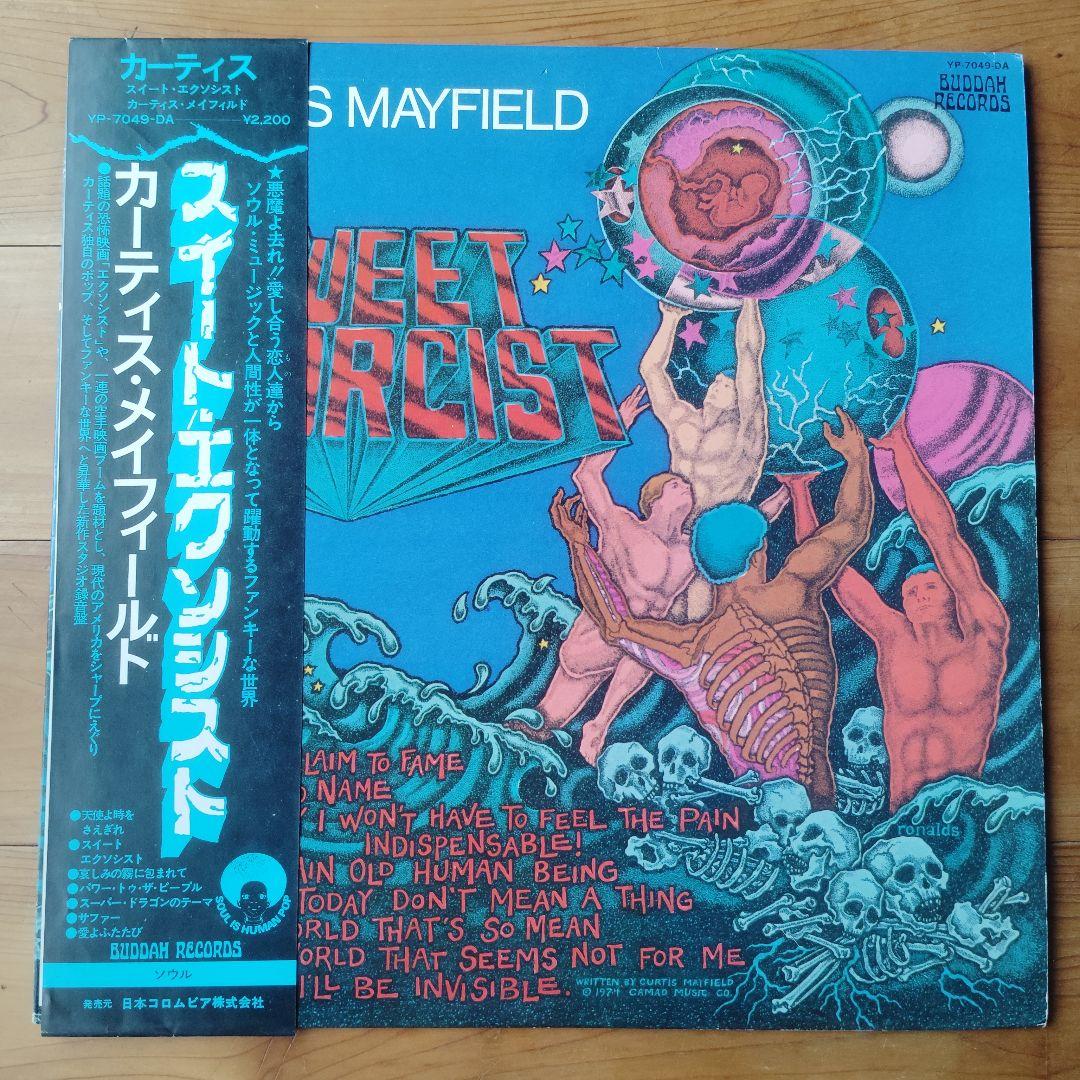 カーティス
スイート・エクソシスト
カーティス・メイフィルド
YP-7049-DA ¥2,200
★悪魔よ去れ!!愛し合う恋人達から
ソウル・ミュージックと人間性が一体となって躍動するファンキーな世界
スイート・エクソシスト
カーティス・メイフィールド
●話題の恐怖映画「エクソシスト」や、一連の空手映画ブームを題材とし、現代のアメリカをシャープにえぐり
カーティス独自のポップ、そしてファンキーな世界へと昇華した新作スタジオ録音盤
●天使よ時を
さえぎれ
●スイート
エクソシスト
●哀しみの霧に包まれて
●パワー・トゥ・ザ・ピープル
●スーパー・ドラゴンのテーマ
●サファー
●愛よふたたび
SOUL IS HUMAN POP
BUDDAH RECORDS
ソウル
発売元 日本コロムビア株式会社
S MAYFIELD
YP-7049-DA
BUDDAH
RECORDS
WEET
ORCIST
LAIM TO FAME
NAME
I WON'T HAVE TO FEEL THE PAIN
INDISPENSABLE!
AIN OLD HUMAN BEING
TODAY DON'T MEAN A THING
ORLD THAT'S SO MEAN
ORLD THAT SEEMS NOT FOR ME
'LL BE INVISIBLE.
WRITTEN BY CURTIS MAYFIELD
© 1974 CAMAD MUSIC CO.
ronalds